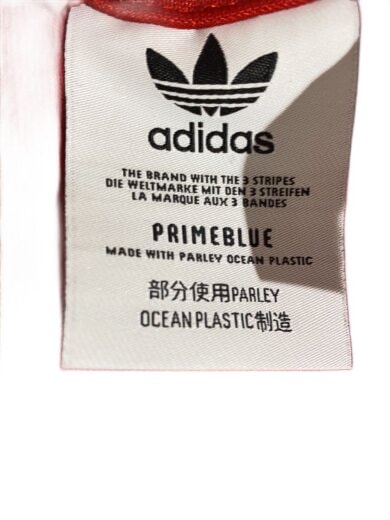 adidas
THE BRAND WITH THE 3 STRIPES
DIE WELTMARKE MIT DEN 3 STREIFEN
LA MARQUE AUX 3 BANDES
PRIMEBLUE
MADE WITH PARLEY OCEAN PLASTIC
部分使用PARLEY
OCEAN PLASTIC制造